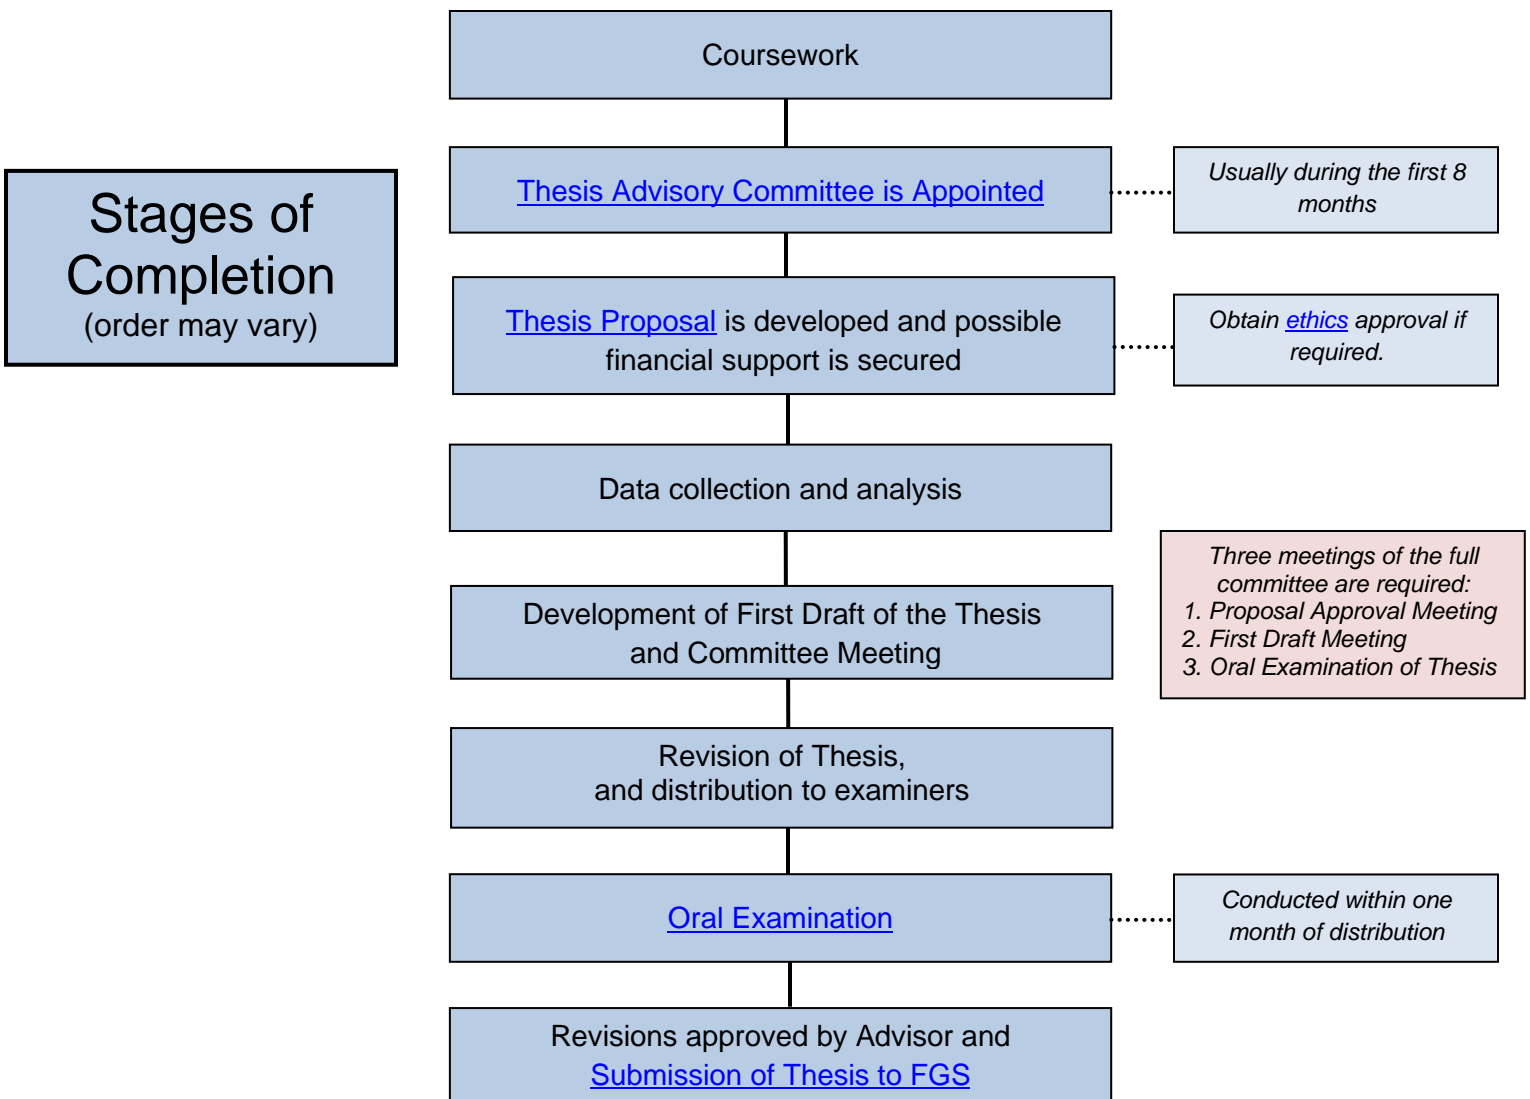 Coursework
Stages of
Completion
(order may vary)
Thesis Advisory Committee is Appointed
Usually during the first 8
months
Thesis Proposal is developed and possible
financial support is secured
Obtain ethics approval if
required.
Data collection and analysis
Three meetings of the full
committee are required:
1. Proposal Approval Meeting
2. First Draft Meeting
3. Oral Examination of Thesis
Development of First Draft of the Thesis
and Committee Meeting
Revision of Thesis,
and distribution to examiners
Oral Examination
Conducted within one
month of distribution
Revisions approved by Advisor and
Submission of Thesis to FGS